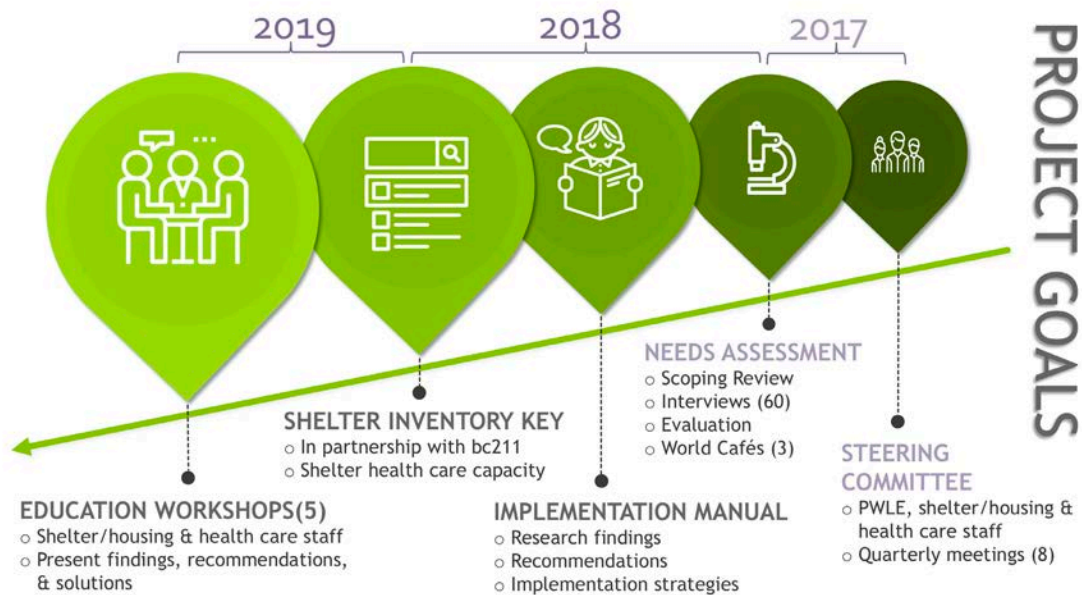 2019
2018
2017
PROJECT GOALS
NEEDS ASSESSMENT
○ Scoping Review
○ Interviews (60)
○ Evaluation
○ World Cafés (3)
SHELTER INVENTORY KEY
○ In partnership with bc211
○ Shelter health care capacity
STEERING
COMMITTEE
○ PWLE, shelter/housing &
health care staff
○ Quarterly meetings (8)
EDUCATION WORKSHOPS(5)
○ Shelter/housing & health care staff
○ Present findings, recommendations,
& solutions
IMPLEMENTATION MANUAL
○ Research findings
○ Recommendations
○ Implementation strategies